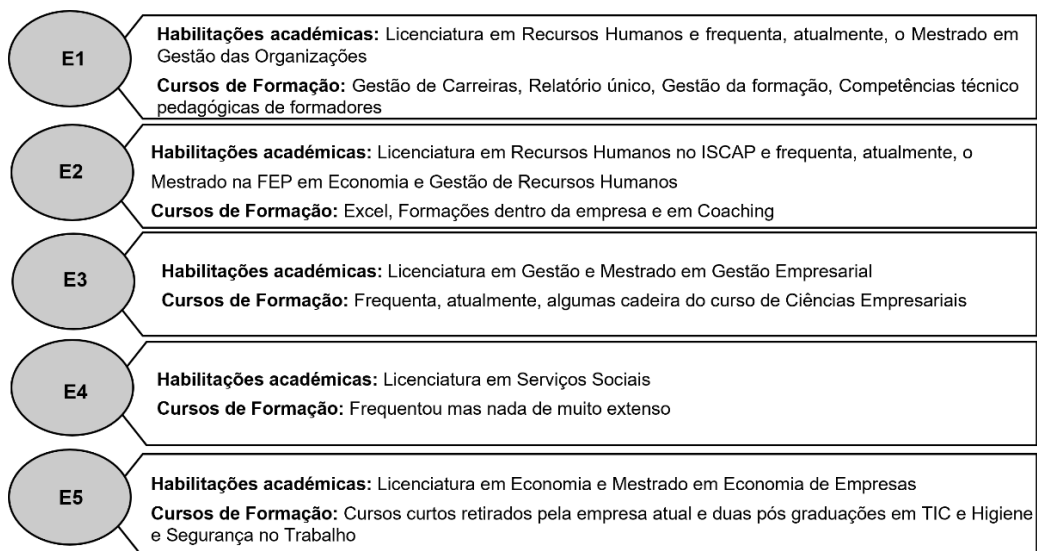 E1
Habilitações académicas: Licenciatura em Recursos Humanos e frequenta, atualmente, o Mestrado em
Gestão das Organizações
Cursos de Formação: Gestão de Carreiras, Relatório único, Gestão da formação, Competências técnico
pedagógicas de formadores
E2
Habilitações académicas: Licenciatura em Recursos Humanos no ISCAP e frequenta, atualmente, o
Mestrado na FEP em Economia e Gestão de Recursos Humanos
Cursos de Formação: Excel, Formações dentro da empresa e em Coaching
E3
Habilitações académicas: Licenciatura em Gestão e Mestrado em Gestão Empresarial
Cursos de Formação: Frequenta, atualmente, algumas cadeira do curso de Ciências Empresariais
E4
Habilitações académicas: Licenciatura em Serviços Sociais
Cursos de Formação: Frequentou mas nada de muito extenso
E5
Habilitações académicas: Licenciatura em Economia e Mestrado em Economia de Empresas
Cursos de Formação: Cursos curtos retirados pela empresa atual e duas pós graduações em TIC e Higiene
e Segurança no Trabalho